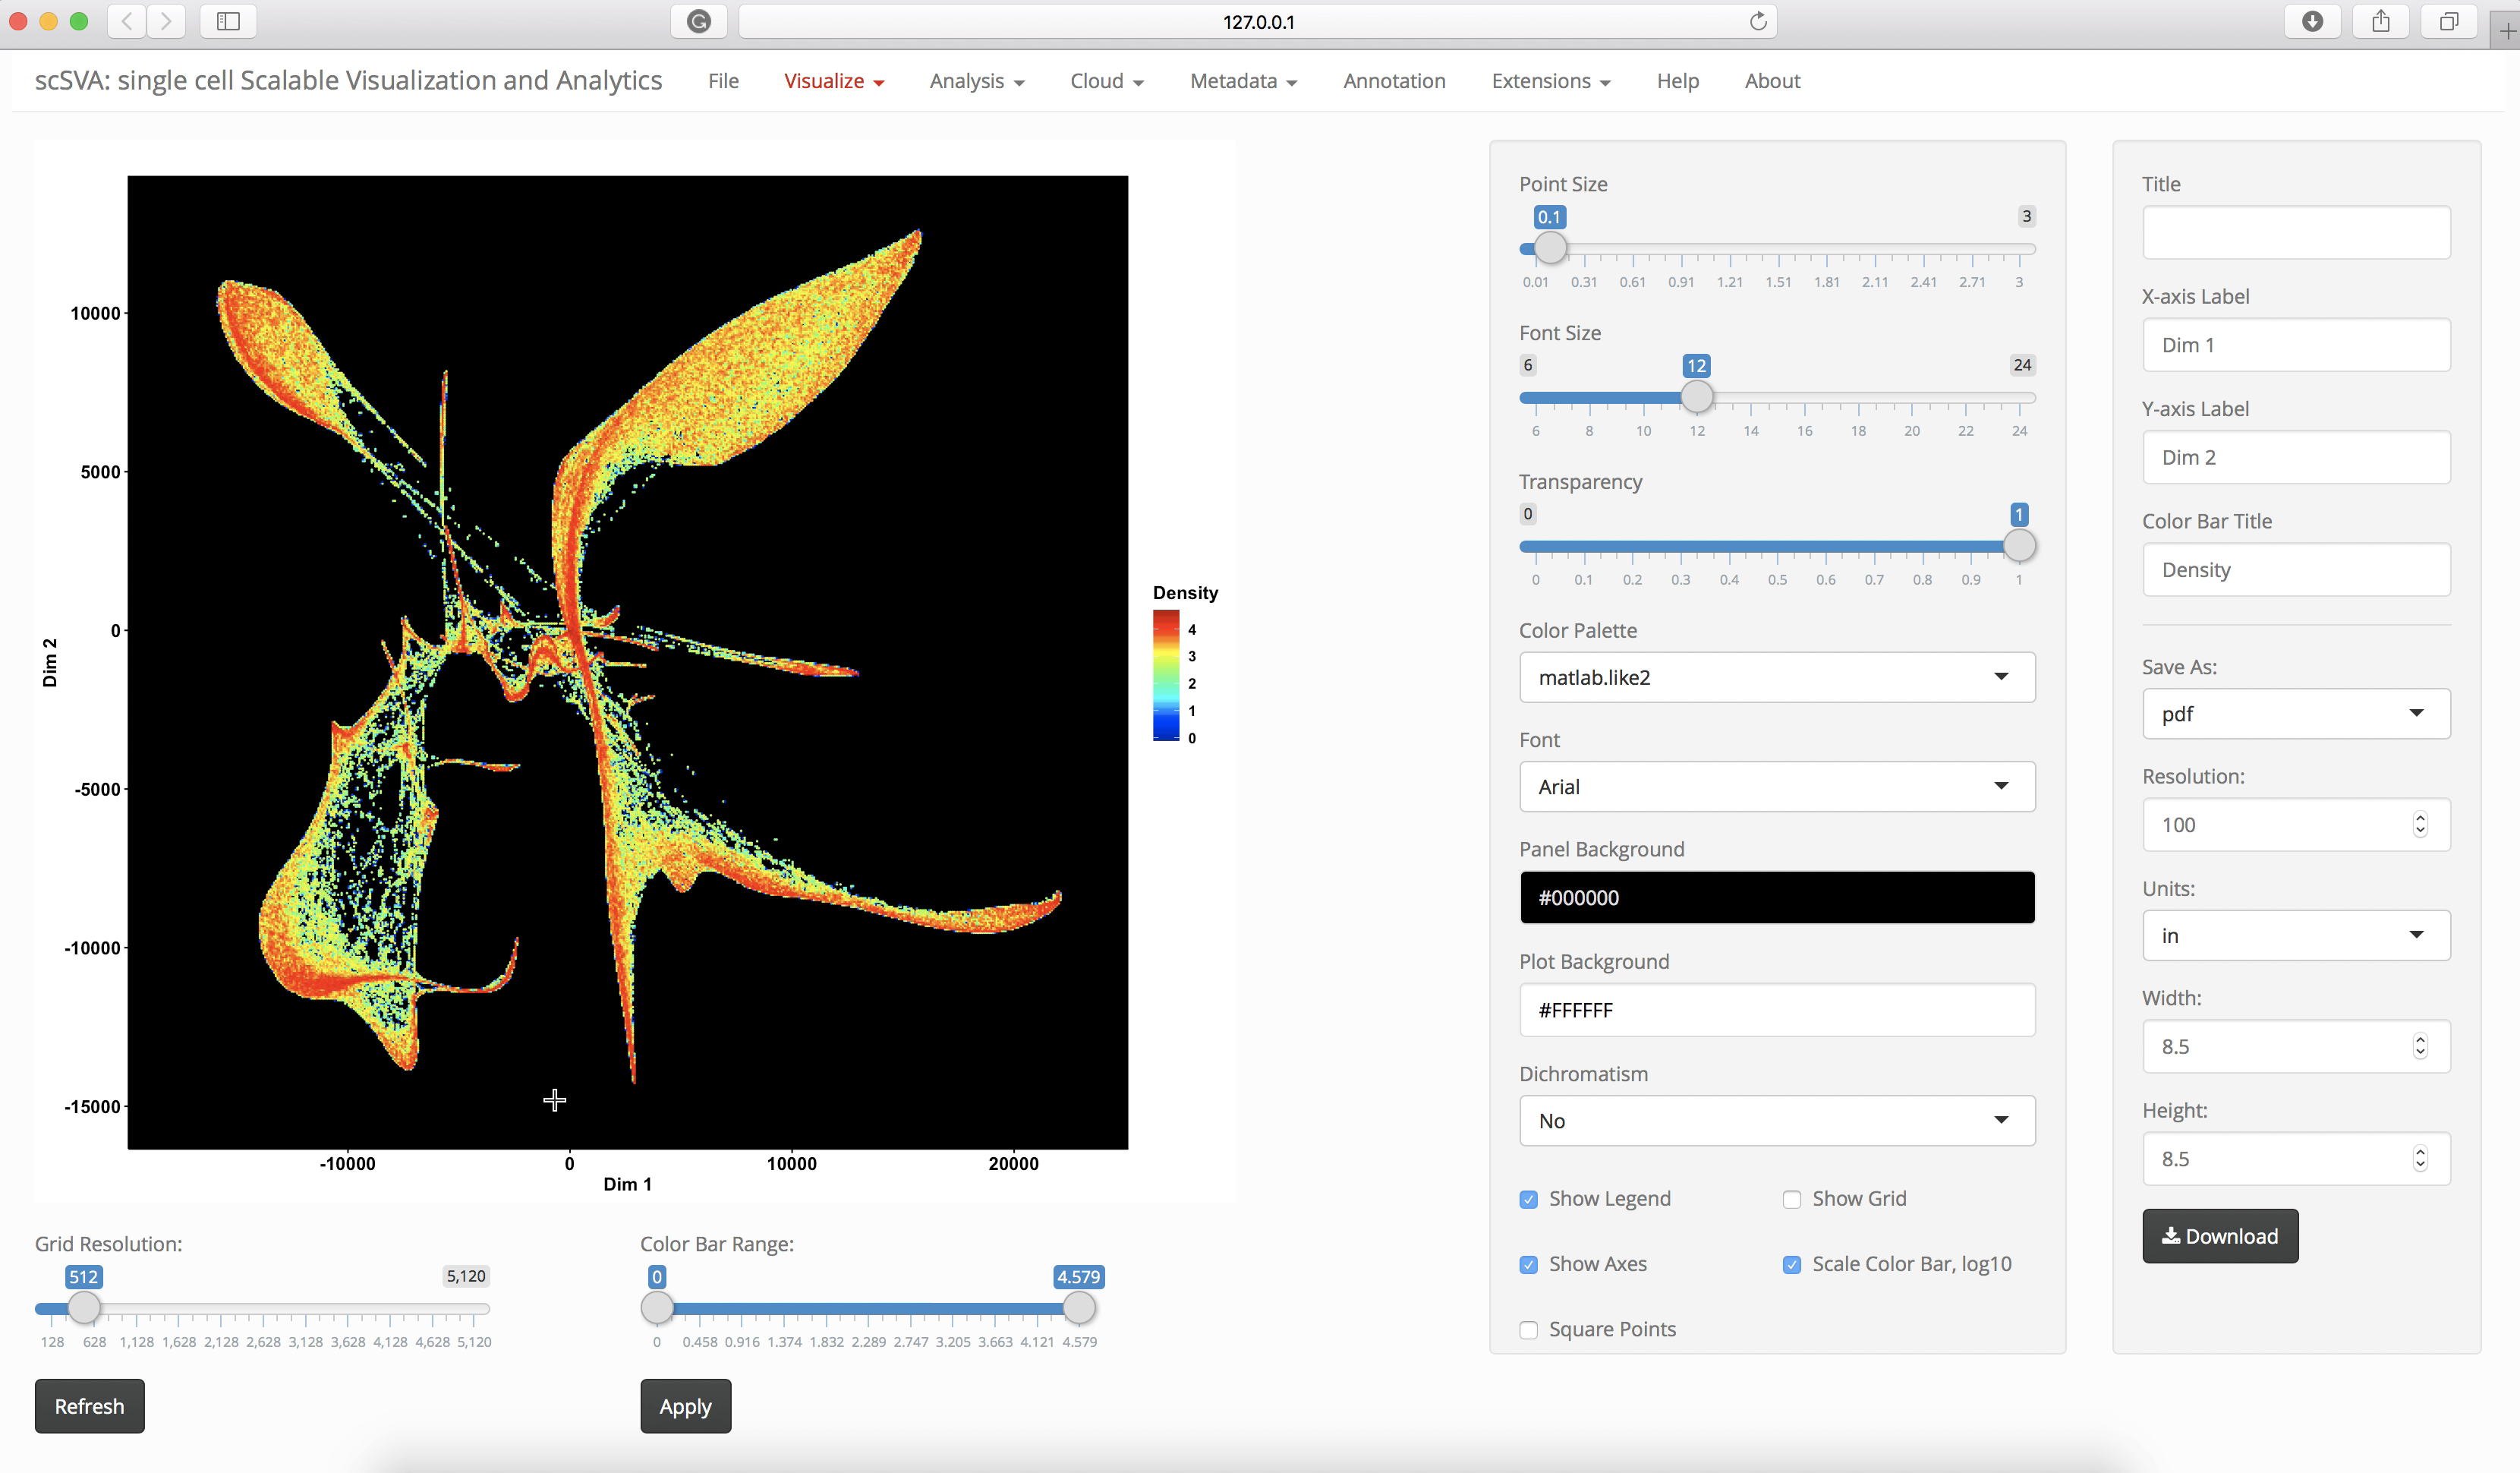 127.0.0.1
scSVA: single cell Scalable Visualization and Analytics File Visualize Analysis Cloud Metadata Annotation Extensions Help About
10000
5000
0
-5000
-10000
-15000
Dim 2
-10000 0 10000 20000
Dim 1
Density
4
3
2
1
0
Grid Resolution:
512 5,120
128 628 1,128 1,628 2,128 2,628 3,128 3,628 4,128 4,628 5,120
Refresh
Color Bar Range:
0 4.579
0 0.458 0.916 1.374 1.832 2.289 2.747 3.205 3.663 4.121 4.579
Apply
Point Size
0.1 3
0.01 0.31 0.61 0.91 1.21 1.51 1.81 2.11 2.41 2.71 3
Font Size
6 12 24
6 8 10 12 14 16 18 20 22 24
Transparency
0 1
0 0.1 0.2 0.3 0.4 0.5 0.6 0.7 0.8 0.9 1
Color Palette
matlab.like2
Font
Arial
Panel Background
#000000
Plot Background
#FFFFFF
Dichromatism
No
Show Legend Show Grid
Show Axes Scale Color Bar, log10
Square Points
Title
X-axis Label
Dim 1
Y-axis Label
Dim 2
Color Bar Title
Density
Save As:
pdf
Resolution:
100
Units:
in
Width:
8.5
Height:
8.5
Download